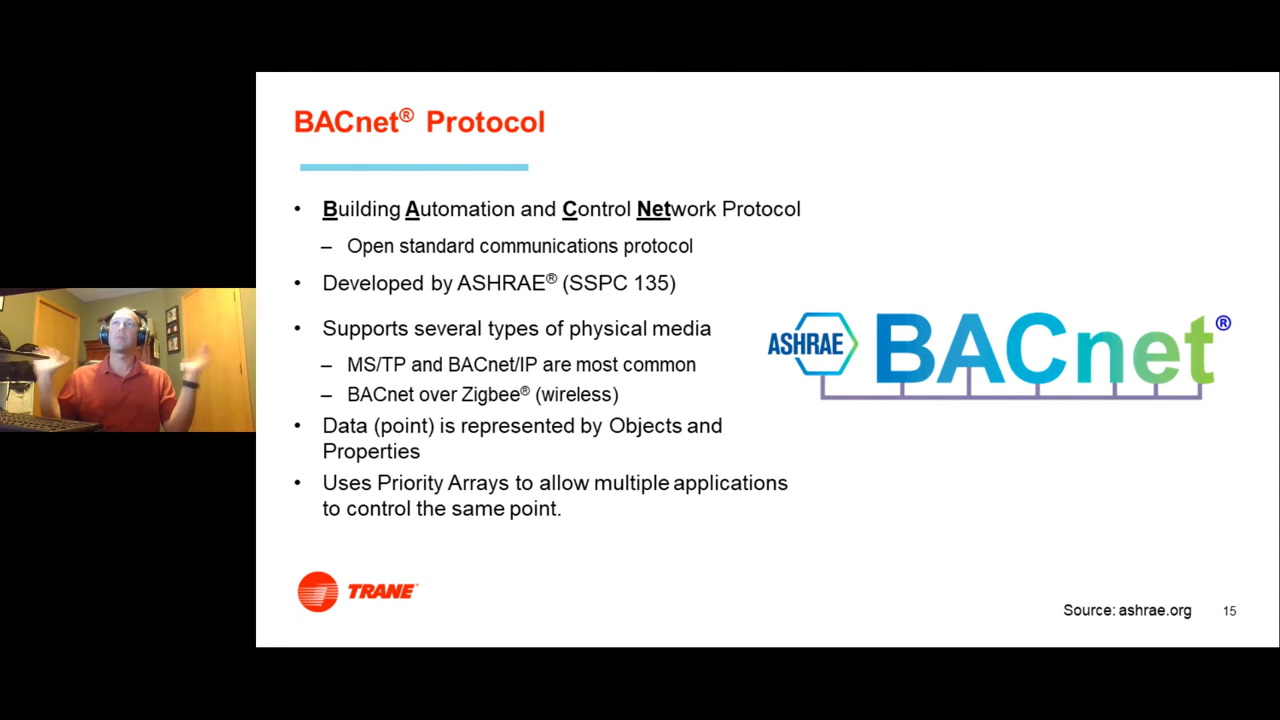 BACnet® Protocol
• Building Automation and Control Network Protocol
– Open standard communications protocol
• Developed by ASHRAE® (SSPC 135)
• Supports several types of physical media
– MS/TP and BACnet/IP are most common
– BACnet over Zigbee® (wireless)
• Data (point) is represented by Objects and
Properties
• Uses Priority Arrays to allow multiple applications
to control the same point.
ASHRAE BACnet®
TRANE®
Source: ashrae.org 15